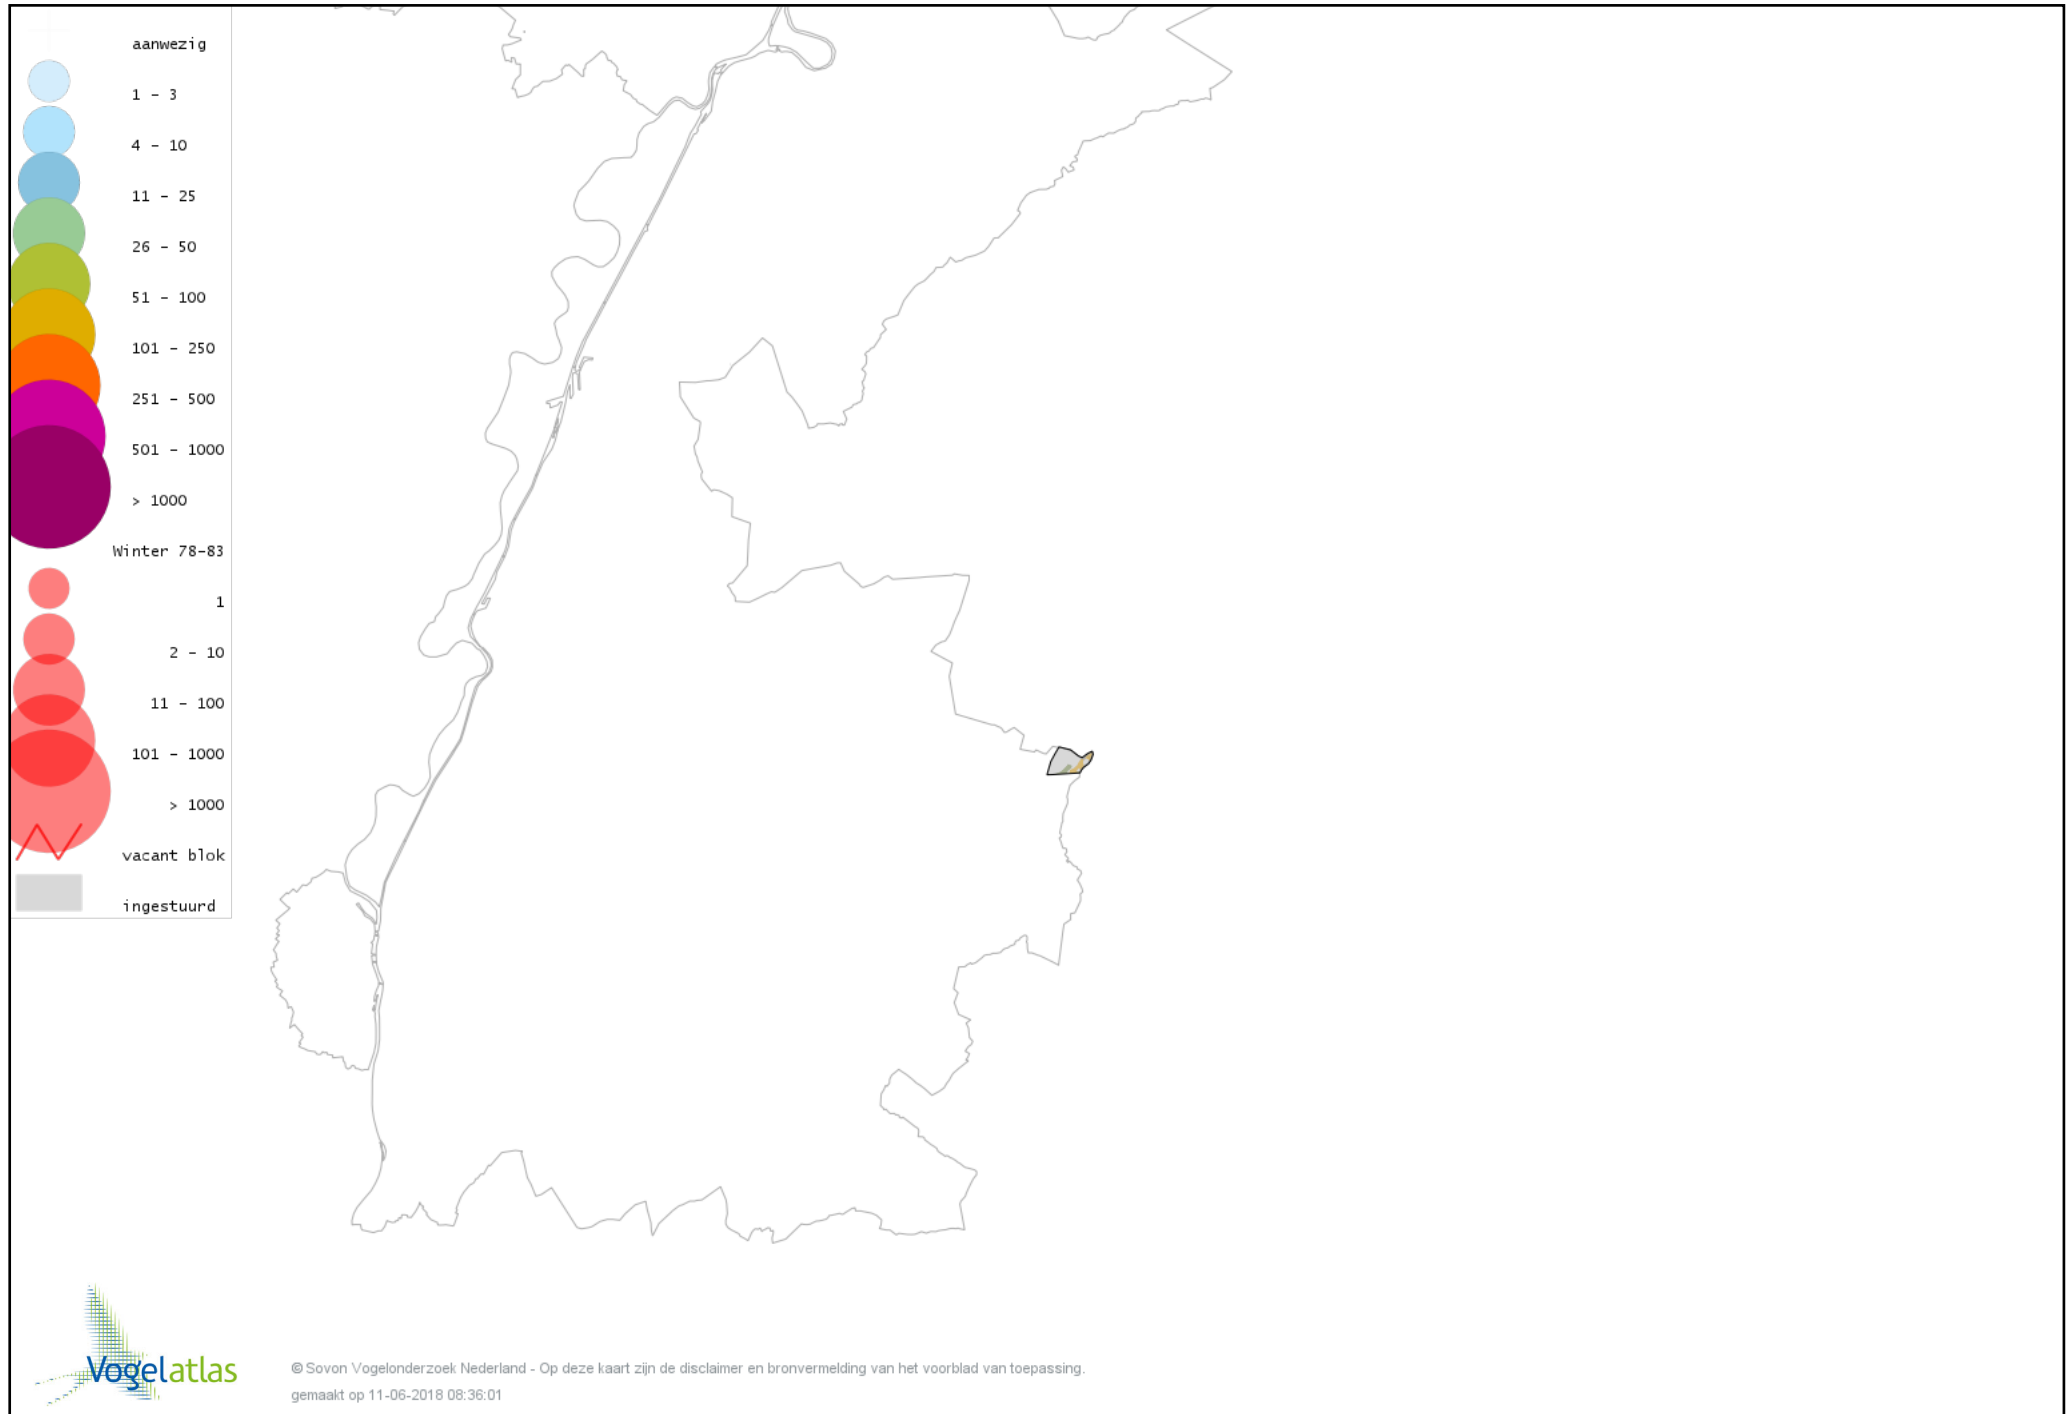 aanwezig
1 - 3
4 - 10
11 - 25
26 - 50
51 - 100
101 - 250
251 - 500
501 - 1000
> 1000
Winter 78-83
1
2 - 10
11 - 100
101 - 1000
> 1000
vacant blok
ingestuurd
Vogelatlas
© Sovon Vogelonderzoek Nederland - Op deze kaart zijn de disclaimer en bronvermelding van het voorblad van toepassing.
gemaakt op 11-06-2018 08:36:01